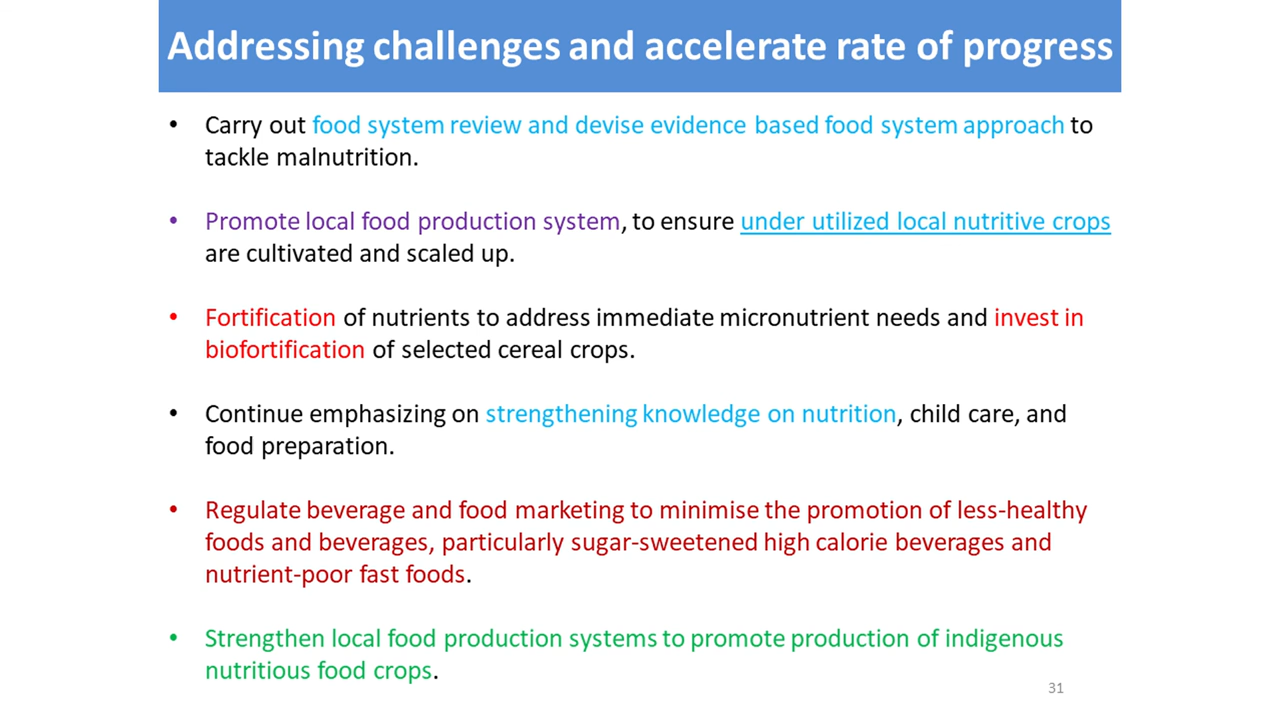 Addressing challenges and accelerate rate of progress
• Carry out food system review and devise evidence based food system approach to
tackle malnutrition.
• Promote local food production system, to ensure under utilized local nutritive crops
are cultivated and scaled up.
• Fortification of nutrients to address immediate micronutrient needs and invest in
biofortification of selected cereal crops.
• Continue emphasizing on strengthening knowledge on nutrition, child care, and
food preparation.
• Regulate beverage and food marketing to minimise the promotion of less-healthy
foods and beverages, particularly sugar-sweetened high calorie beverages and
nutrient-poor fast foods.
• Strengthen local food production systems to promote production of indigenous
nutritious food crops.
31